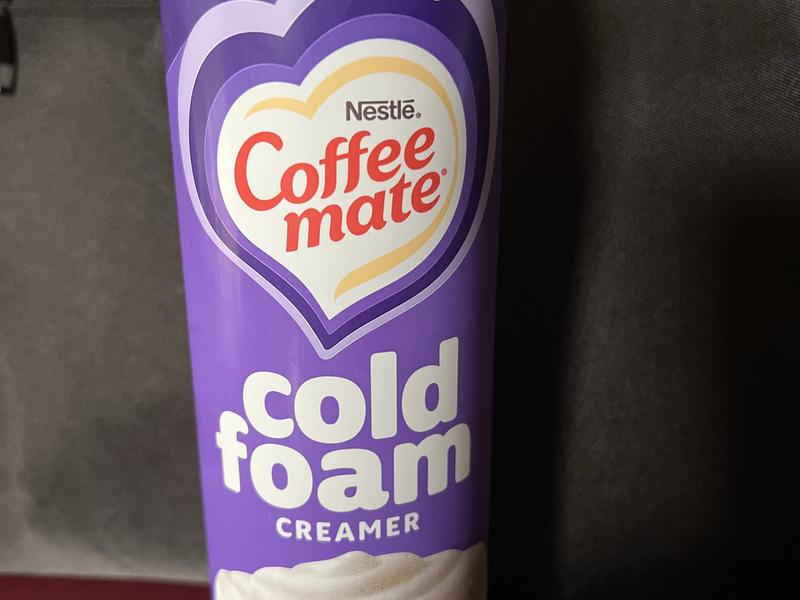 Nestlé®
Coffee
mate®
cold
foam
CREAMER